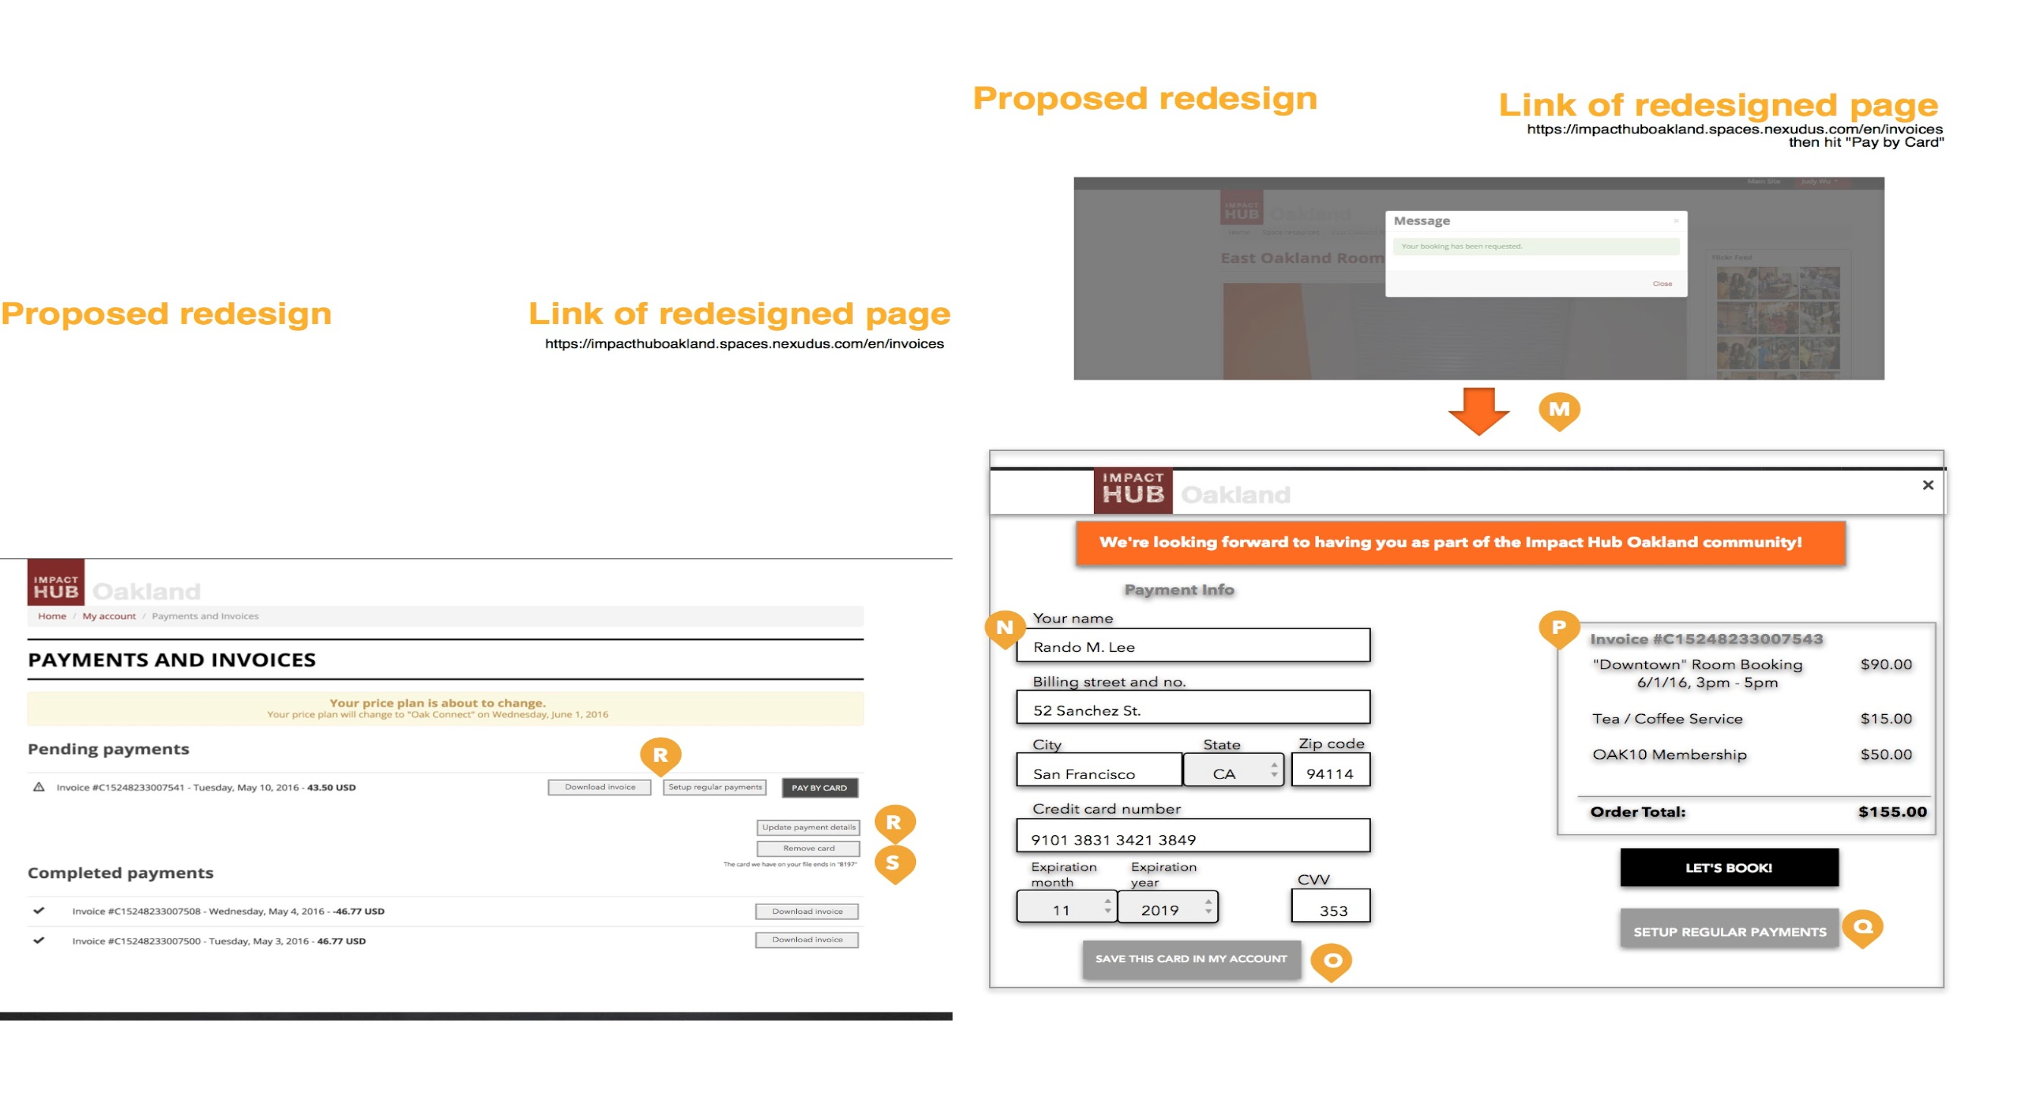 Proposed redesign
Link of redesigned page
https://impacthuboakland.spaces.nexudus.com/en/invoices
IMPACT
HUB Oakland
Home / My account / Payments and Invoices
PAYMENTS AND INVOICES
Your price plan is about to change.
Your price plan will change to "Oak Connect" on Wednesday, June 1, 2016
Pending payments
R
Invoice #C15248233007541 - Tuesday, May 10, 2016 - 43.50 USD
Download invoice
Setup regular payments
PAY BY CARD
Update payment details
R
Remove card
S
The card we have on your file ends in "8197"
Completed payments
Invoice #C15248233007508 - Wednesday, May 4, 2016 - -46.77 USD
Download invoice
Invoice #C15248233007500 - Tuesday, May 3, 2016 - 46.77 USD
Download invoice
Proposed redesign
Link of redesigned page
https://impacthuboakland.spaces.nexudus.com/en/invoices
then hit "Pay by Card"
Main Site
Judy Wu
IMPACT
HUB Oakland
East Oakland Room
Flickr Feed
Message
×
Your booking has been requested.
Close
M
IMPACT
HUB Oakland
×
We're looking forward to having you as part of the Impact Hub Oakland community!
Payment Info
N
Your name
Rando M. Lee
Billing street and no.
52 Sanchez St.
City
State
Zip code
San Francisco
CA
94114
Credit card number
9101 3831 3421 3849
Expiration
month
Expiration
year
CVV
11
2019
353
SAVE THIS CARD IN MY ACCOUNT
O
P
Invoice #C15248233007543
"Downtown" Room Booking $90.00
6/1/16, 3pm - 5pm
Tea / Coffee Service $15.00
OAK10 Membership $50.00
Order Total: $155.00
LET'S BOOK!
SETUP REGULAR PAYMENTS
Q